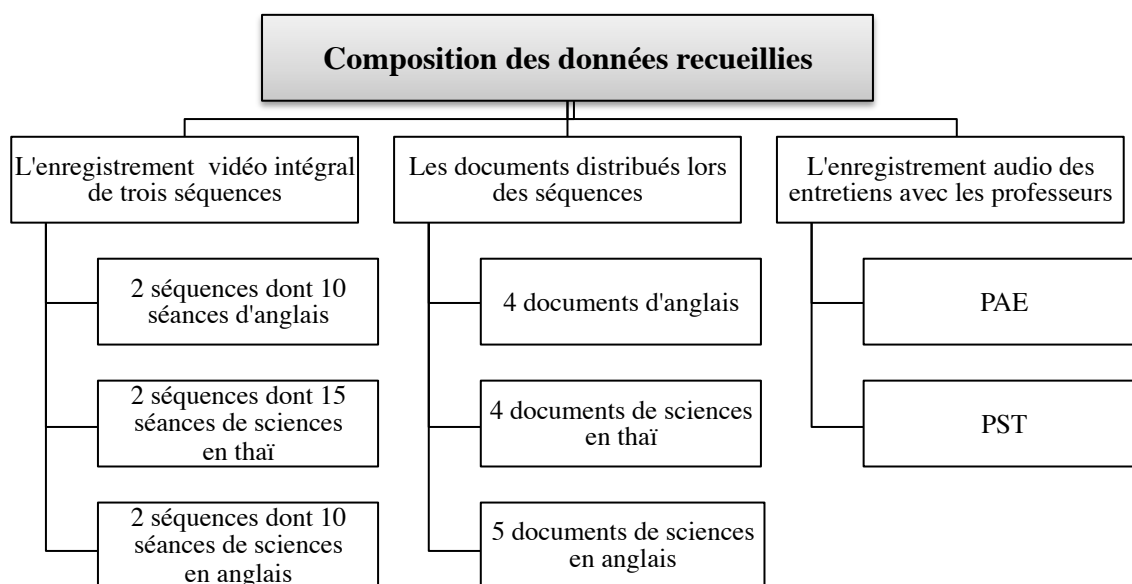 Composition des données recueillies
L'enregistrement vidéo intégral
de trois séquences
2 séquences dont 10
séances d'anglais
2 séquences dont 15
séances de sciences
en thaï
2 séquences dont 10
séances de sciences
en anglais
Les documents distribués lors
des séquences
4 documents d'anglais
4 documents de sciences
en thaï
5 documents de sciences
en anglais
L'enregistrement audio des
entretiens avec les professeurs
PAE
PST